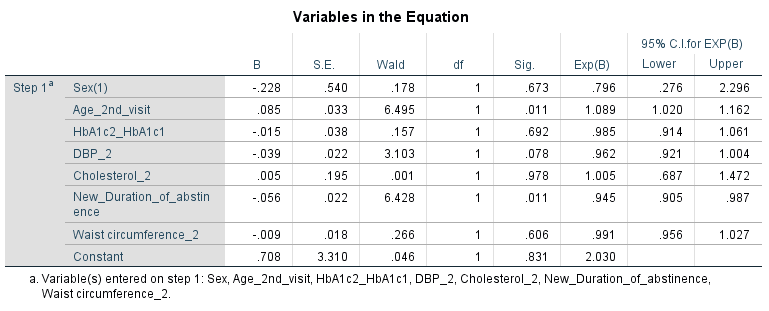 Variables in the Equation
95% C.I.for EXP(B)
B S.E. Wald df Sig. Exp(B) Lower Upper
Step 1a Sex(1) -.228 .540 .178 1 .673 .796 .276 2.296
Age_2nd_visit .085 .033 6.495 1 .011 1.089 1.020 1.162
HbA1c2_HbA1c1 -.015 .038 .157 1 .692 .985 .914 1.061
DBP_2 -.039 .022 3.103 1 .078 .962 .921 1.004
Cholesterol_2 .005 .195 .001 1 .978 1.005 .687 1.472
New_Duration_of_abstin -.056 .022 6.428 1 .011 .945 .905 .987
ence
Waist circumference_2 -.009 .018 .266 1 .606 .991 .956 1.027
Constant .708 3.310 .046 1 .831 2.030
a. Variable(s) entered on step 1: Sex, Age_2nd_visit, HbA1c2_HbA1c1, DBP_2, Cholesterol_2, New_Duration_of_abstinence,
Waist circumference_2.